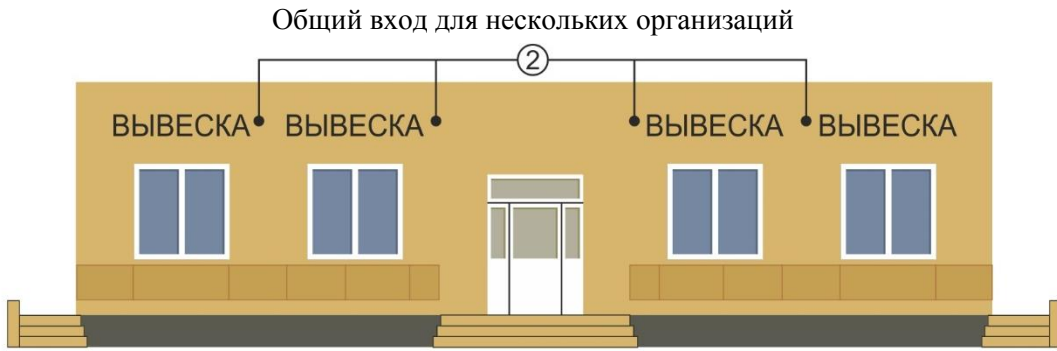 Общий вход для нескольких организаций
2
ВЫВЕСКА ВЫВЕСКА ВЫВЕСКА ВЫВЕСКА